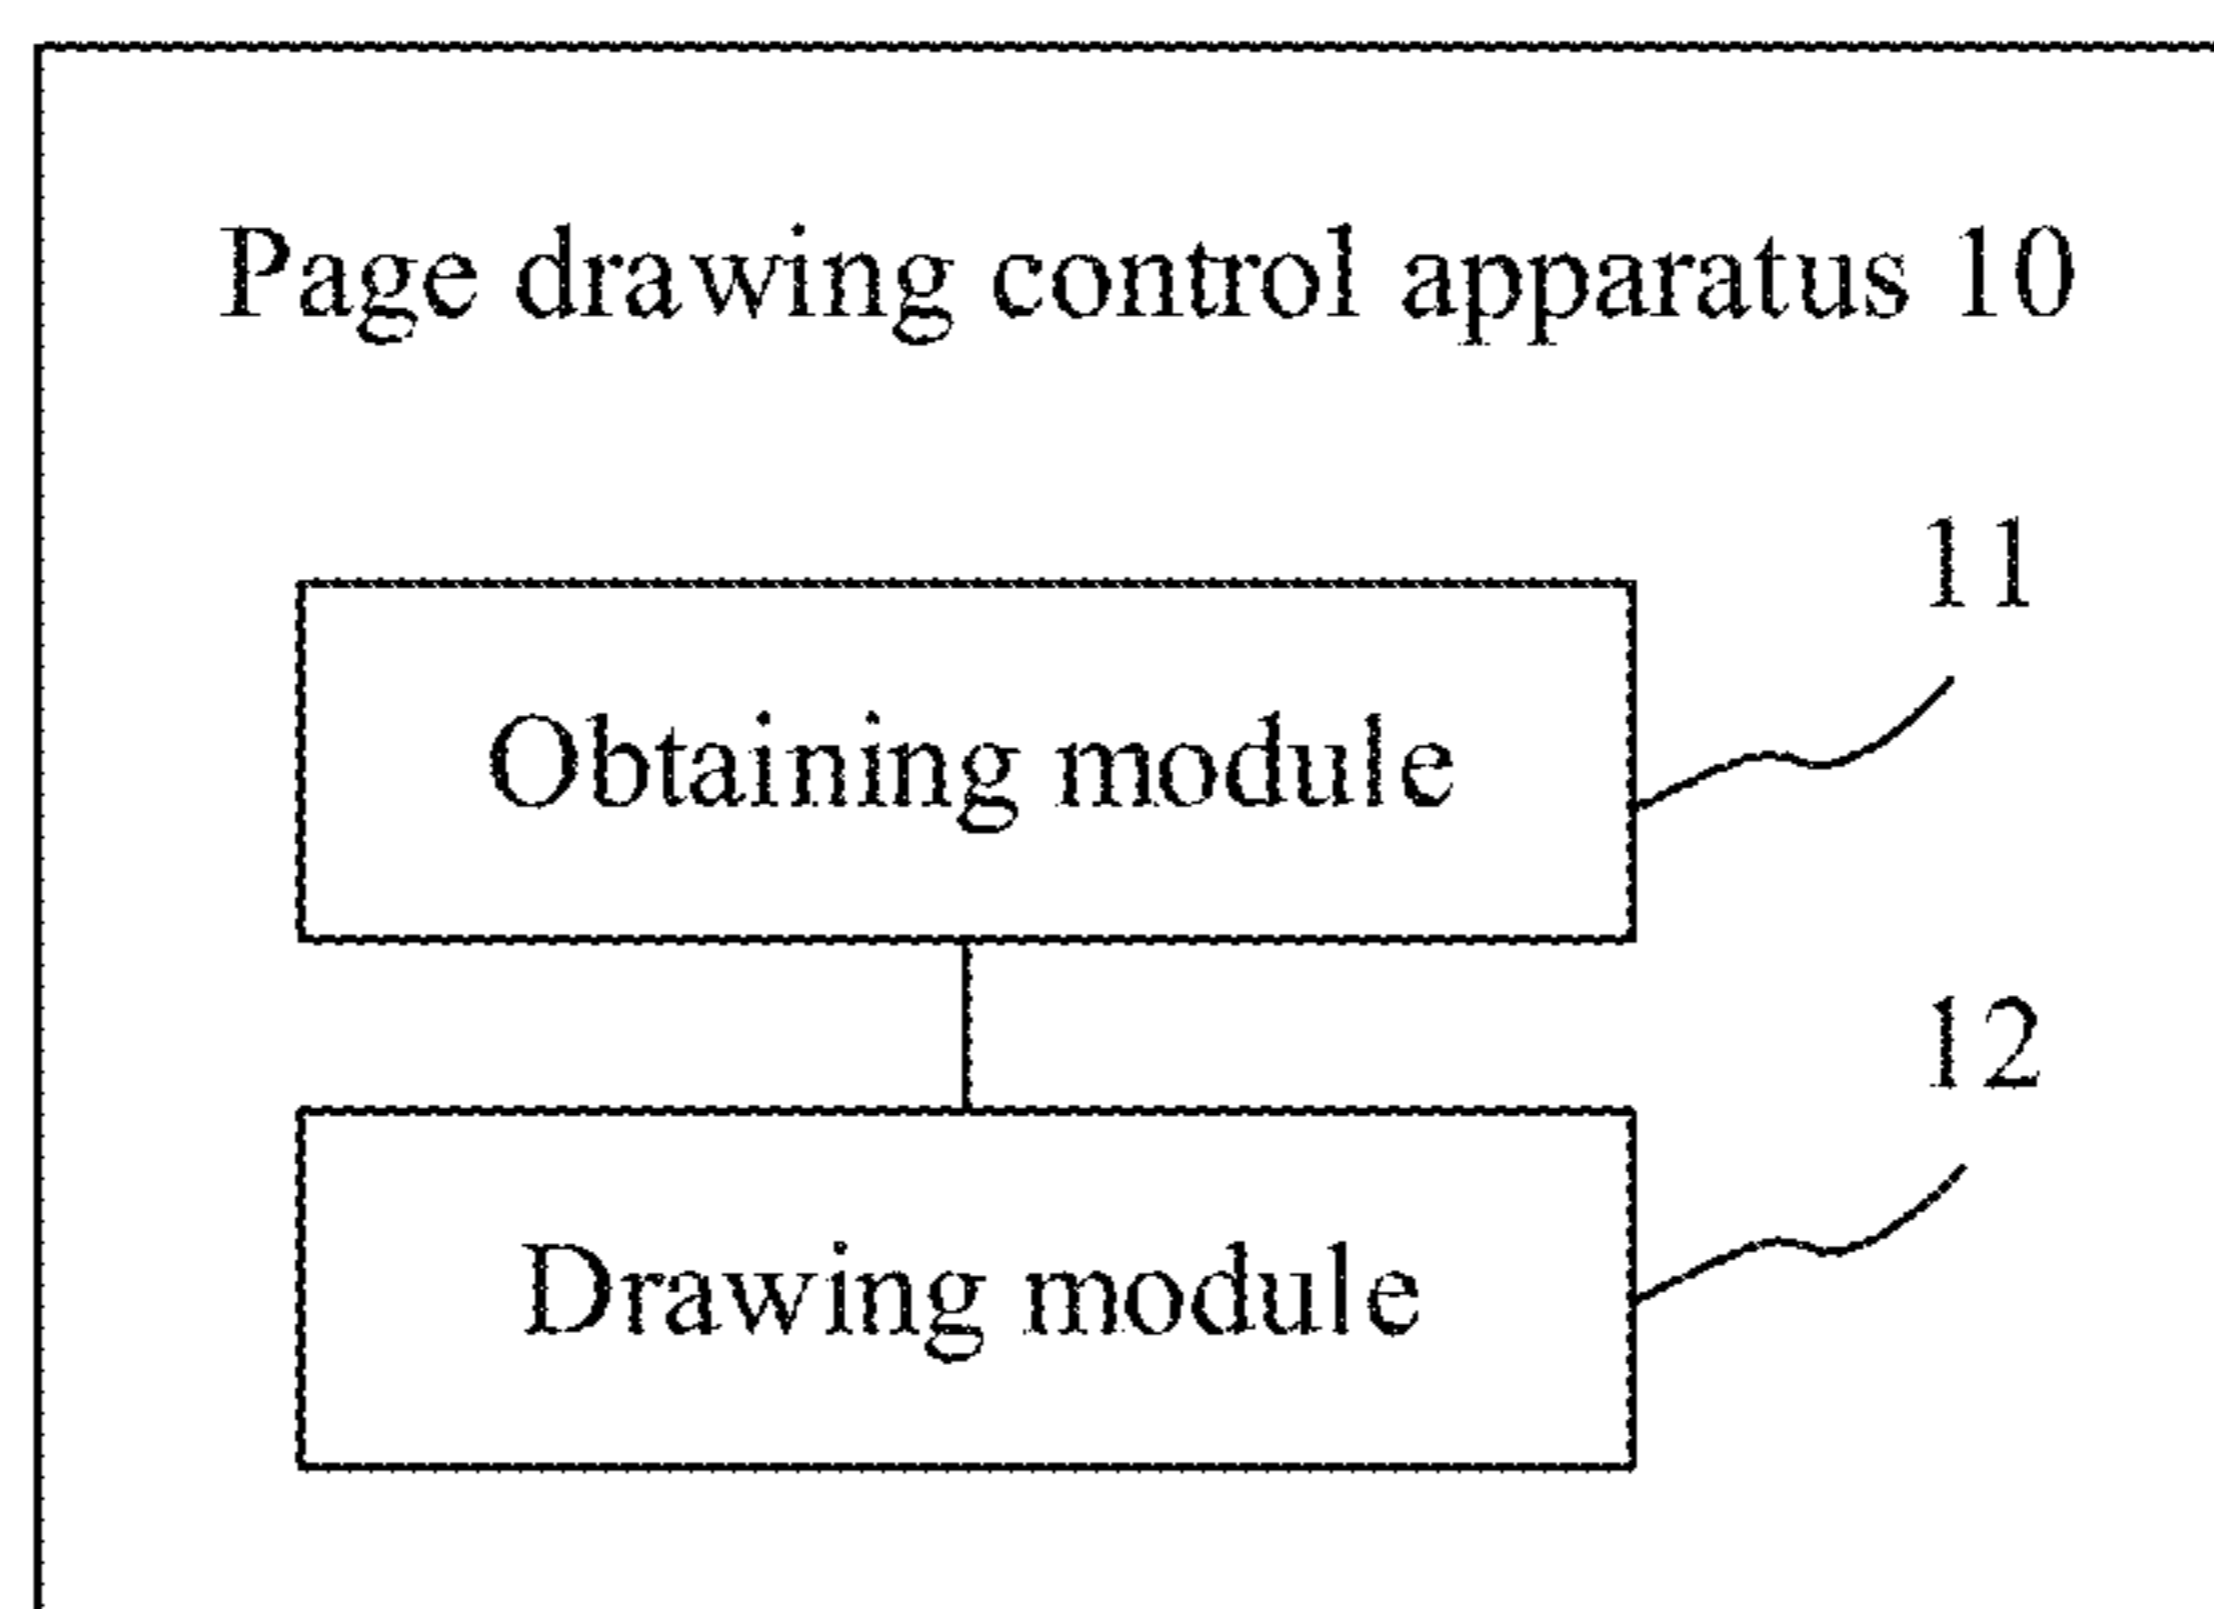 Page drawing control apparatus 10
11
Obtaining module
12
Drawing module